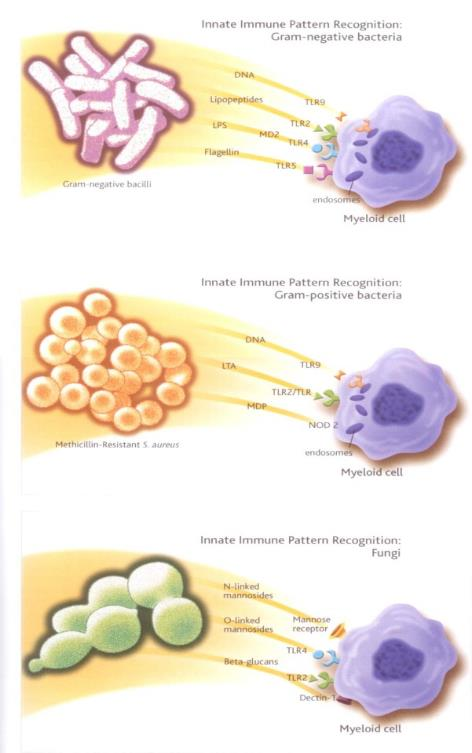 Innate Immune Pattern Recognition:
Gram-negative bacteria
DNA
Lipopeptides
TLR9
LPS
TLR2
MD2
TLR4
Flagellin
TLR5
Gram-negative bacilli
endosomes
Myeloid cell
Innate Immune Pattern Recognition:
Gram-positive bacteria
DNA
LTA
TLR9
TLR2/TLR
MDP
NOD 2
Methicillin-Resistant S. aureus
endosomes
Myeloid cell
Innate Immune Pattern Recognition:
Fungi
N-linked
mannosides
O-linked
mannosides
Mannose
receptor
TLR4
Beta-glucans
TLR2
Dectin-1
Myeloid cell